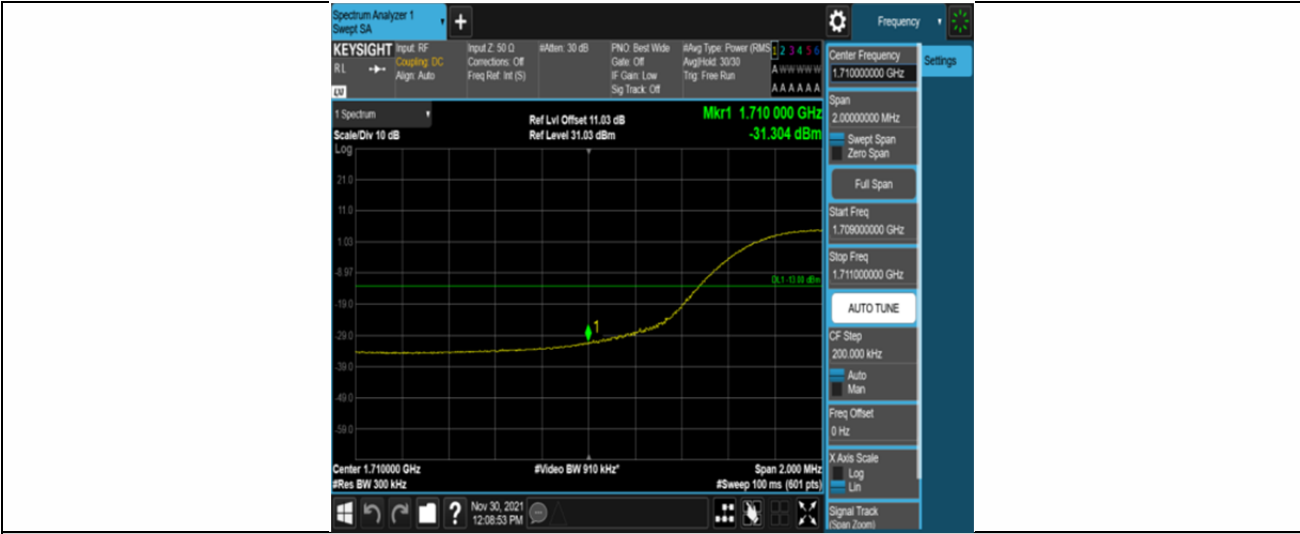 Spectrum Analyzer 1
Swept SA
+
Frequency
KEYSIGHT
RL
Input: RF
Coupling: DC
Align: Auto
Input Z: 50 Ω
Corrections: Off
Freq Ref: Int (S)
#Atten: 30 dB
PNO: Best Wide
Gate: Off
IF Gain: Low
Sig Track: Off
#Avg Type: Power (RMS
Avg|Hold: 30/30
Trig: Free Run
1 2 3 4 5 6
A W W W W W
A A A A A A
Center Frequency
1.710000000 GHz
Settings
Span
2.00000000 MHz
Swept Span
Zero Span
Full Span
Start Freq
1.709000000 GHz
Stop Freq
1.711000000 GHz
AUTO TUNE
CF Step
200.000 kHz
Auto
Man
Freq Offset
0 Hz
X Axis Scale
Log
Lin
Signal Track
(Span Zoom)
1 Spectrum
Scale/Div 10 dB
Ref Lvl Offset 11.03 dB
Ref Level 31.03 dBm
Mkr1 1.710 000 GHz
-31.304 dBm
Log
21.0
11.0
1.03
-8.97
DL1 -13.00 dBm
-19.0
-29.0
1
-39.0
-49.0
-59.0
Center 1.710000 GHz
#Res BW 300 kHz
#Video BW 910 kHz*
Span 2.000 MHz
#Sweep 100 ms (601 pts)
?
Nov 30, 2021
12:08:53 PM